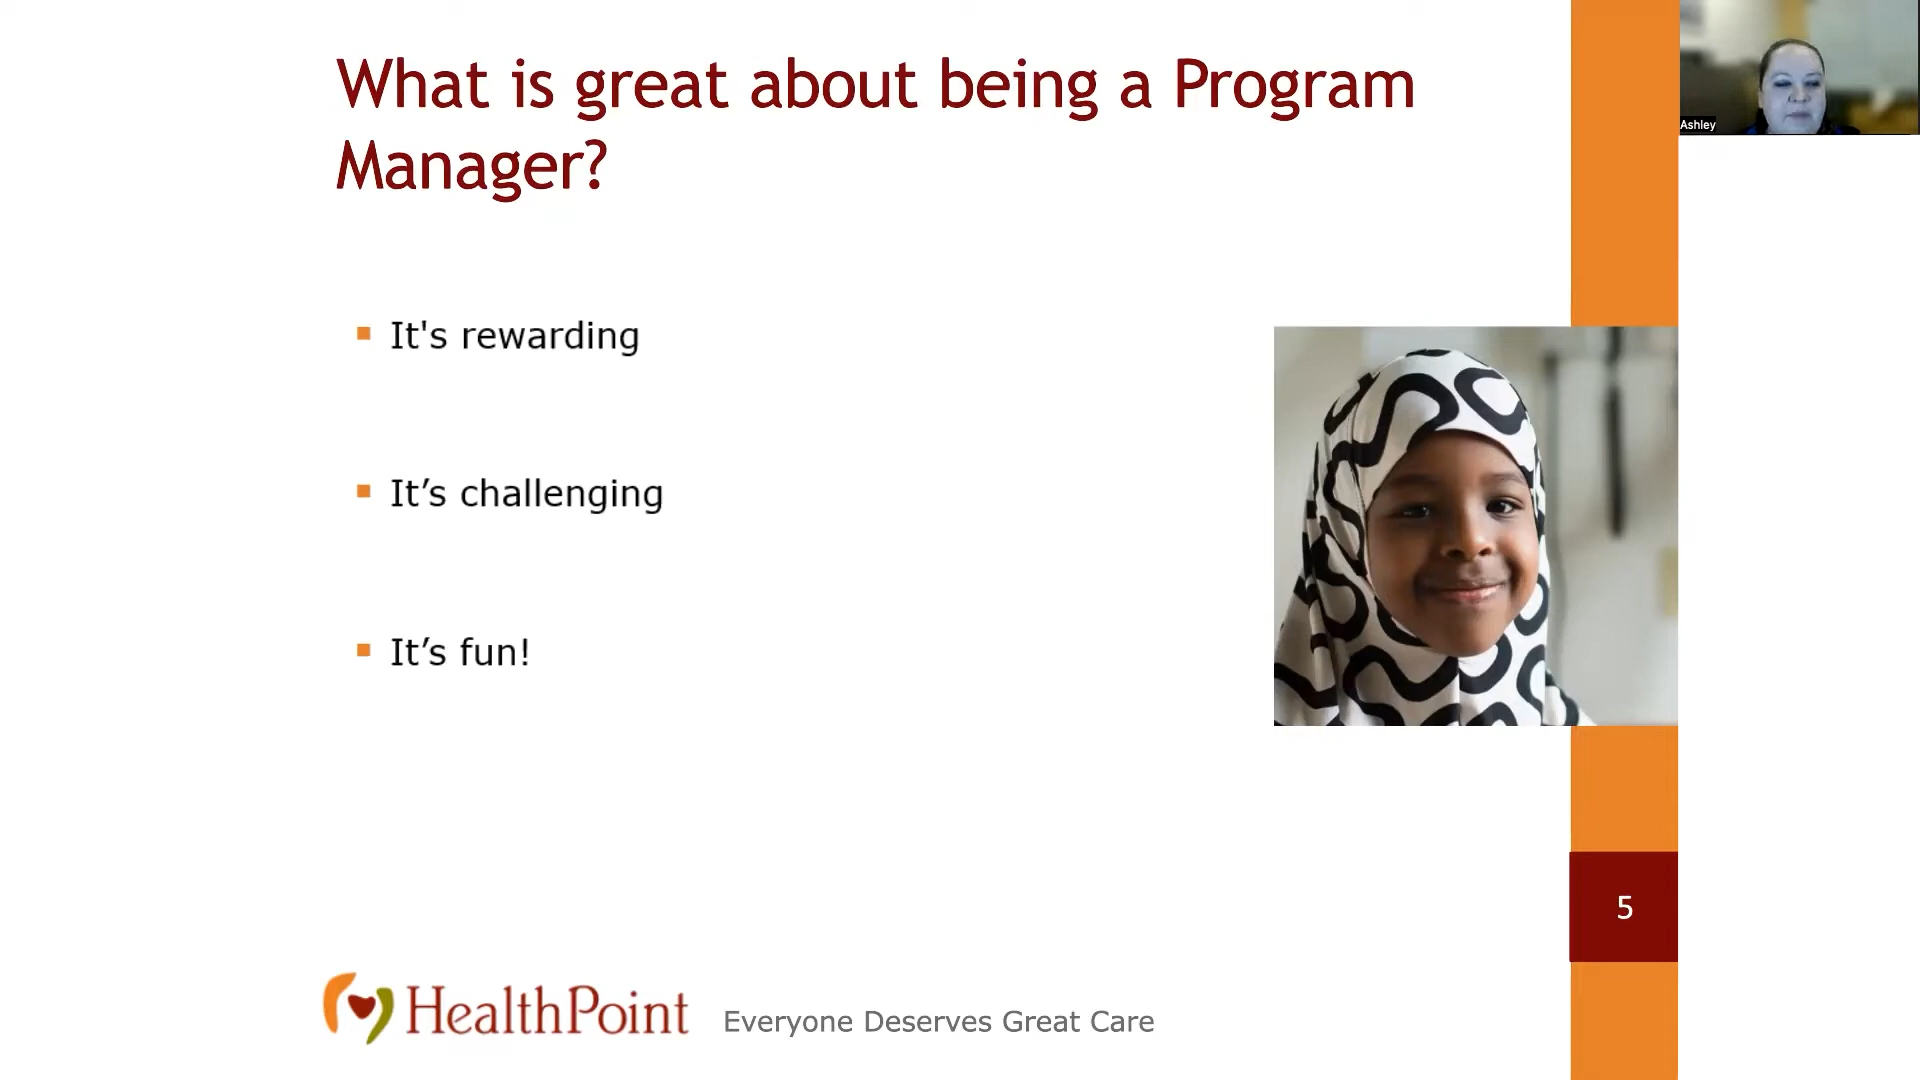 What is great about being a Program
Manager?
Ashley
It's rewarding
It’s challenging
It’s fun!
5
HealthPoint
Everyone Deserves Great Care